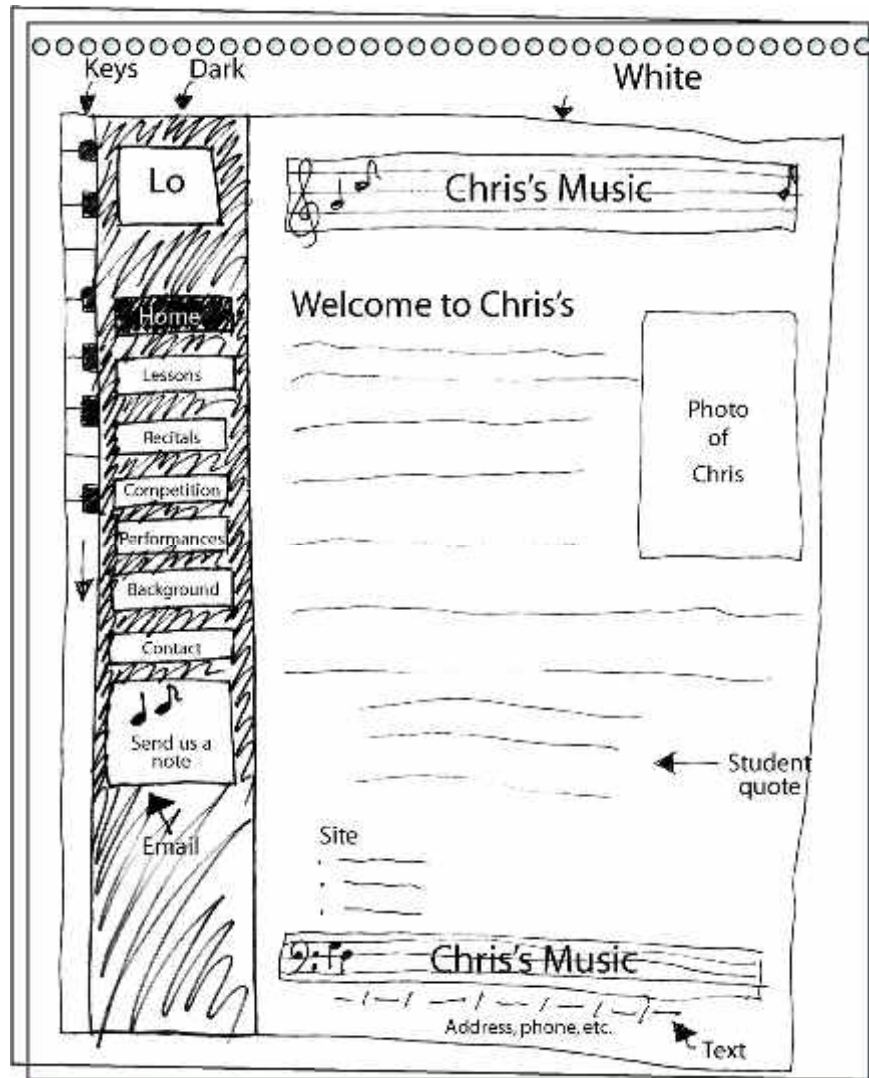 Keys
Dark
White
Lo
Chris's Music
Welcome to Chris's
Home
Lessons
Recitals
Competition
Performances
Background
Contact
Send us a
note
Email
Photo
of
Chris
Student
quote
Site
Chris's Music
Address, phone, etc.
Text